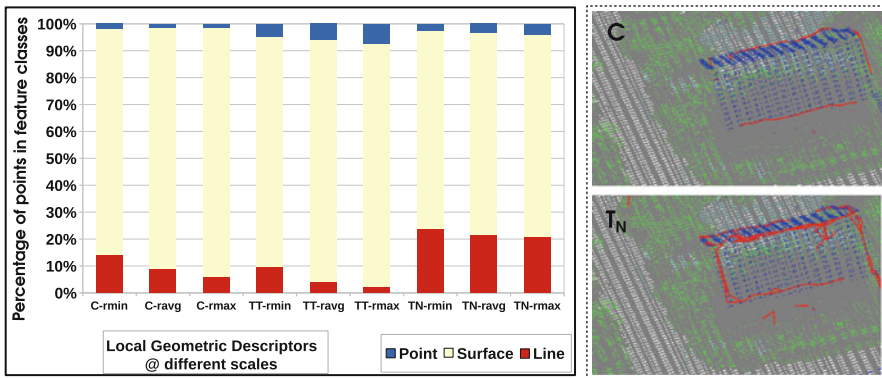 Percentage of points in feature classes
100%
90%
80%
70%
60%
50%
40%
30%
20%
10%
0%
C-rmin C-ravg C-rmax TT-rmin TT-ravg TT-rmax TN-rmin TN-ravg TN-rmax
Local Geometric Descriptors
@ different scales
Point Surface Line
C
TN